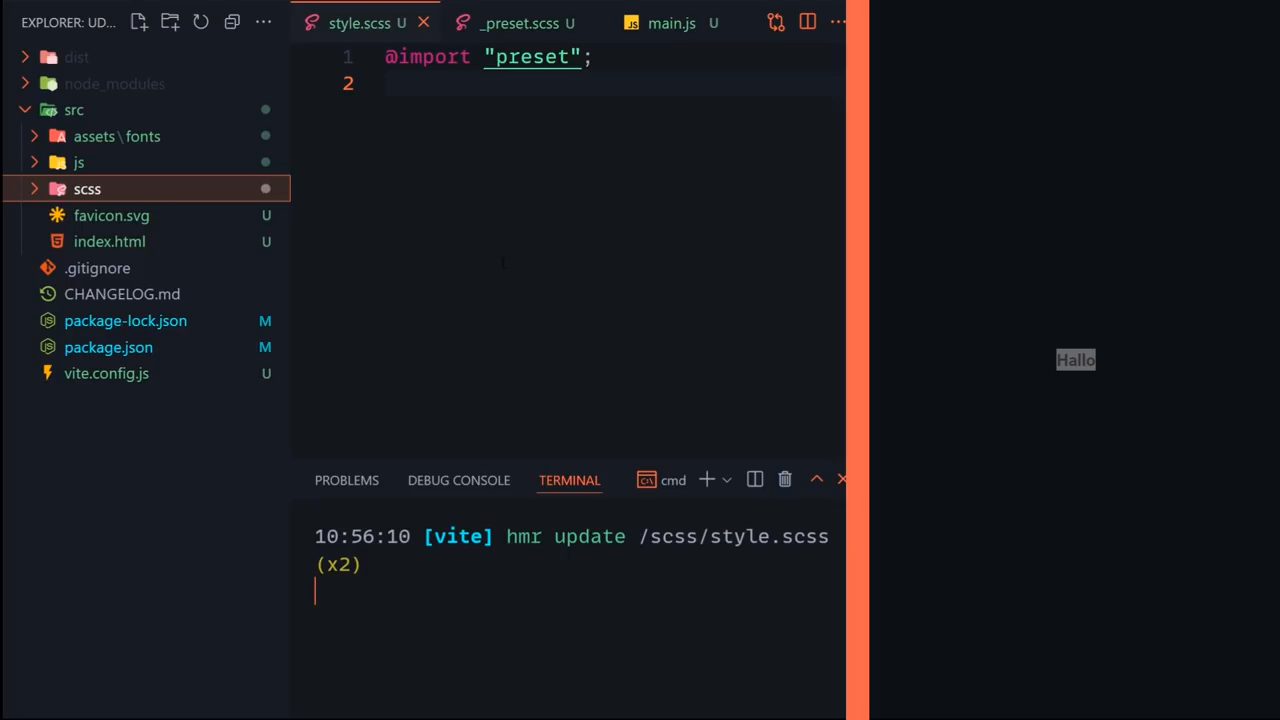 EXPLORER: UD...
dist
node_modules
src
assets\fonts
js
scss
favicon.svg U
index.html U
.gitignore
CHANGELOG.md
package-lock.json M
package.json M
vite.config.js U
style.scss U
_preset.scss U
JS main.js U
1 @import "preset";
2
PROBLEMS DEBUG CONSOLE TERMINAL cmd
10:56:10 [vite] hmr update /scss/style.scss
(x2)
Hallo